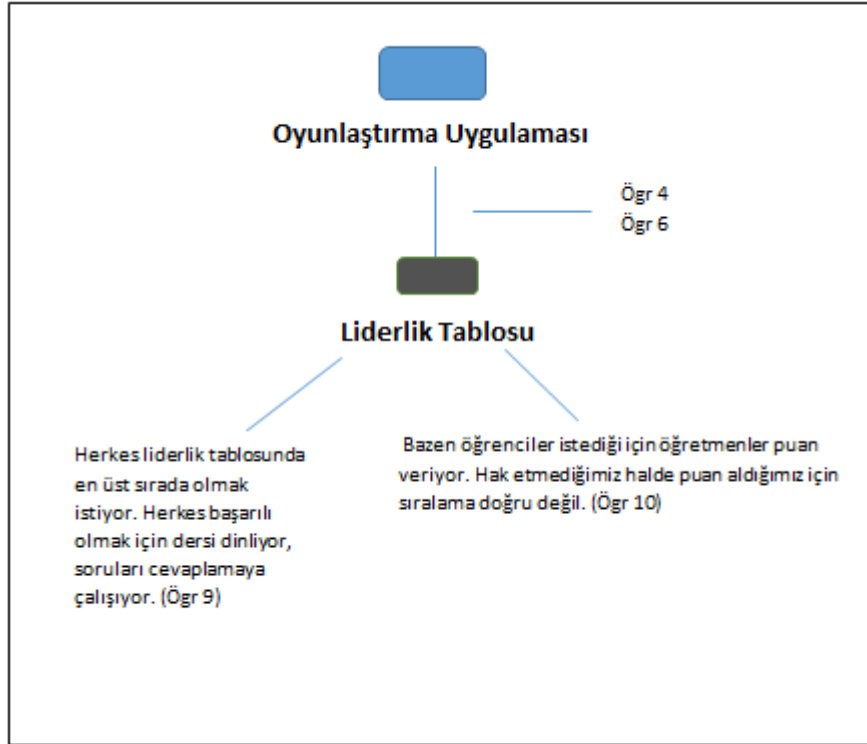 Oyunlaştırma Uygulaması
Ögr 4
Ögr 6
Liderlik Tablosu
Herkes liderlik tablosunda
en üst sırada olmak
istiyor. Herkes başarılı
olmak için dersi dinliyor,
soruları cevaplamaya
çalışıyor. (Ögr 9)
Bazen öğrenciler istediği için öğretmenler puan
veriyor. Hak etmediğimiz halde puan aldığımız için
sıralama doğru değil. (Ögr 10)